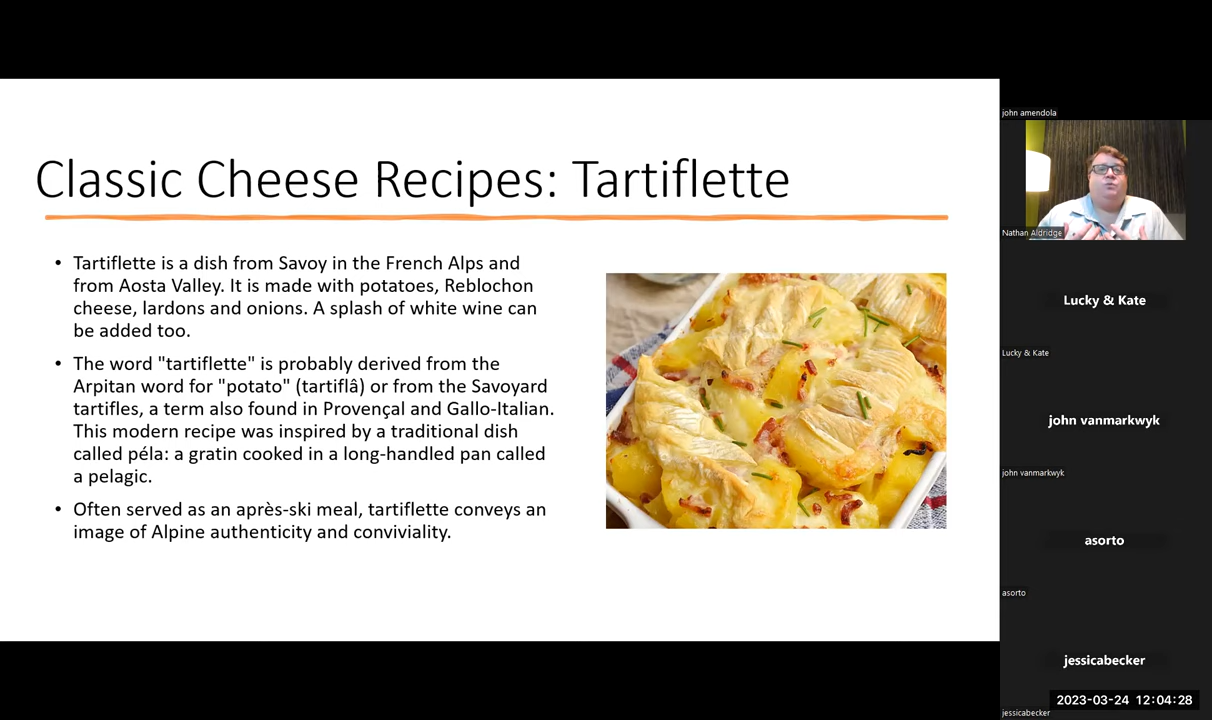 Classic Cheese Recipes: Tartiflette
• Tartiflette is a dish from Savoy in the French Alps and
from Aosta Valley. It is made with potatoes, Reblochon
cheese, lardons and onions. A splash of white wine can
be added too.
• The word "tartiflette" is probably derived from the
Arpitan word for "potato" (tartiflâ) or from the Savoyard
tartifles, a term also found in Provençal and Gallo-Italian.
This modern recipe was inspired by a traditional dish
called péla: a gratin cooked in a long-handled pan called
a pelagic.
• Often served as an après-ski meal, tartiflette conveys an
image of Alpine authenticity and conviviality.
john amendola
Nathan Aldridge
Lucky & Kate
Lucky & Kate
john vanmarkwyk
john vanmarkwyk
asorto
asorto
jessicabecker
2023-03-24 12:04:28
jessicabecker